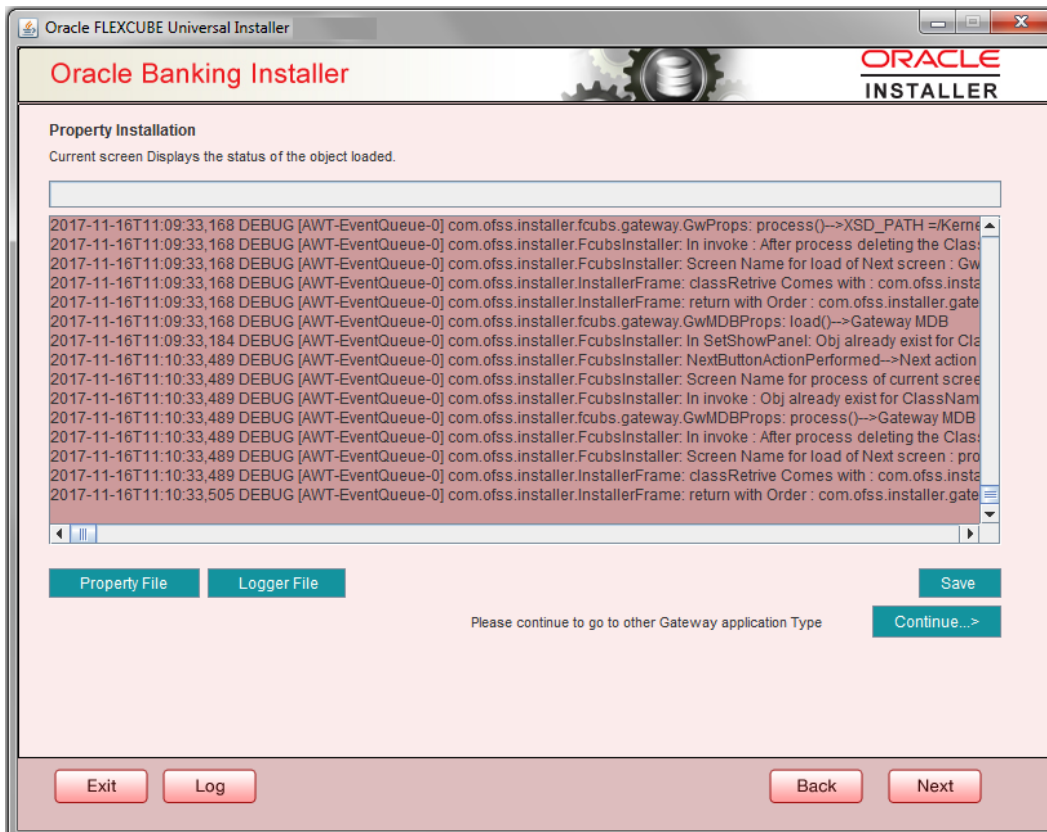 Oracle FLEXCUBE Universal Installer
Oracle Banking Installer
ORACLE
INSTALLER
Property Installation
Current screen Displays the status of the object loaded.
2017-11-16T11:09:33,168 DEBUG [AWT-EventQueue-0] com.ofss.installer.fcubs.gateway.GwProps: process()-->XSD_PATH =/Kerne
2017-11-16T11:09:33,168 DEBUG [AWT-EventQueue-0] com.ofss.installer.FcubsInstaller: In invoke : After process deleting the Clas
2017-11-16T11:09:33,168 DEBUG [AWT-EventQueue-0] com.ofss.installer.FcubsInstaller: Screen Name for load of Next screen : Gw
2017-11-16T11:09:33,168 DEBUG [AWT-EventQueue-0] com.ofss.installer.InstallerFrame: classRetrive Comes with : com.ofss.insta
2017-11-16T11:09:33,168 DEBUG [AWT-EventQueue-0] com.ofss.installer.InstallerFrame: return with Order : com.ofss.installer.gate
2017-11-16T11:09:33,168 DEBUG [AWT-EventQueue-0] com.ofss.installer.fcubs.gateway.GwMDBProps: load()-->Gateway MDB
2017-11-16T11:09:33,184 DEBUG [AWT-EventQueue-0] com.ofss.installer.FcubsInstaller: In SetShowPanel: Obj already exist for Cla
2017-11-16T11:10:33,489 DEBUG [AWT-EventQueue-0] com.ofss.installer.FcubsInstaller: NextButtonActionPerformed-->Next action
2017-11-16T11:10:33,489 DEBUG [AWT-EventQueue-0] com.ofss.installer.FcubsInstaller: Screen Name for process of current scree
2017-11-16T11:10:33,489 DEBUG [AWT-EventQueue-0] com.ofss.installer.FcubsInstaller: In invoke : Obj already exist for ClassNam
2017-11-16T11:10:33,489 DEBUG [AWT-EventQueue-0] com.ofss.installer.fcubs.gateway.GwMDBProps: process()-->Gateway MDB
2017-11-16T11:10:33,489 DEBUG [AWT-EventQueue-0] com.ofss.installer.FcubsInstaller: In invoke : After process deleting the Clas
2017-11-16T11:10:33,489 DEBUG [AWT-EventQueue-0] com.ofss.installer.FcubsInstaller: Screen Name for load of Next screen : pro
2017-11-16T11:10:33,489 DEBUG [AWT-EventQueue-0] com.ofss.installer.InstallerFrame: classRetrive Comes with : com.ofss.insta
2017-11-16T11:10:33,505 DEBUG [AWT-EventQueue-0] com.ofss.installer.InstallerFrame: return with Order : com.ofss.installer.gate
Property File Logger File Save
Please continue to go to other Gateway application Type Continue...>
Exit Log Back Next